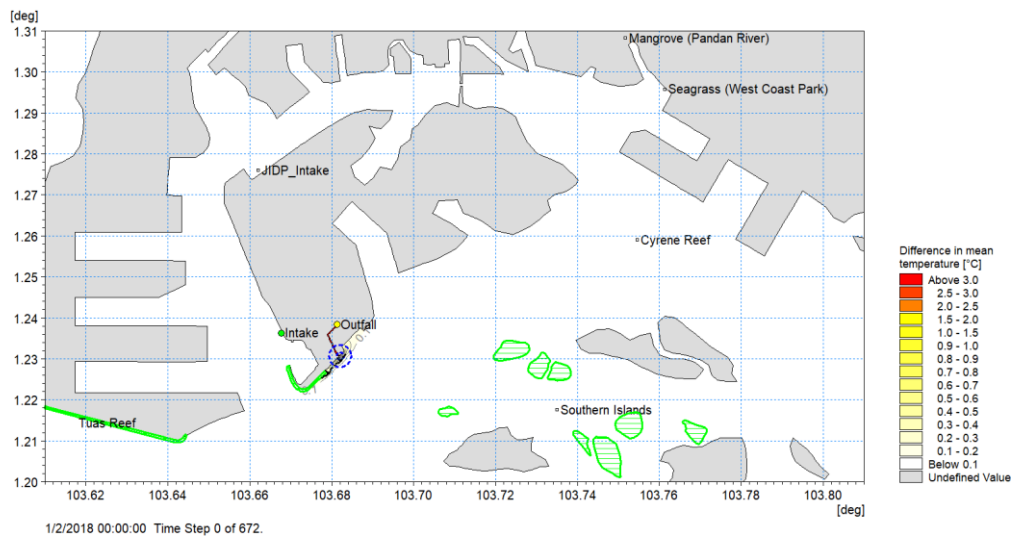 [deg]
1.31
Mangrove (Pandan River)
1.30
Seagrass (West Coast Park)
1.29
1.28
JIDP_Intake
1.27
1.26
Cyrene Reef
1.25
1.24
Outfall
Intake
1.23
1.22
Southern Islands
Tuas Reef
1.21
1.20
103.62 103.64 103.66 103.68 103.70 103.72 103.74 103.76 103.78 103.80
[deg]
1/2/2018 00:00:00 Time Step 0 of 672.
Difference in mean
temperature [°C]
Above 3.0
2.5 - 3.0
2.0 - 2.5
1.5 - 2.0
1.0 - 1.5
0.9 - 1.0
0.8 - 0.9
0.7 - 0.8
0.6 - 0.7
0.5 - 0.6
0.4 - 0.5
0.3 - 0.4
0.2 - 0.3
0.1 - 0.2
Below 0.1
Undefined Value